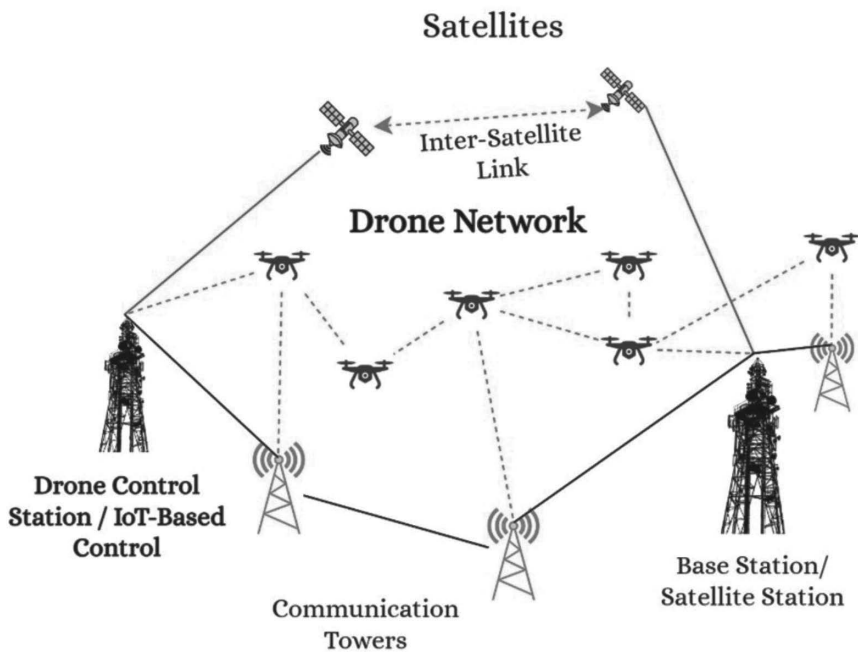 Satellites
Inter-Satellite
Link
Drone Network
Drone Control
Station / IoT-Based
Control
Communication
Towers
Base Station/
Satellite Station